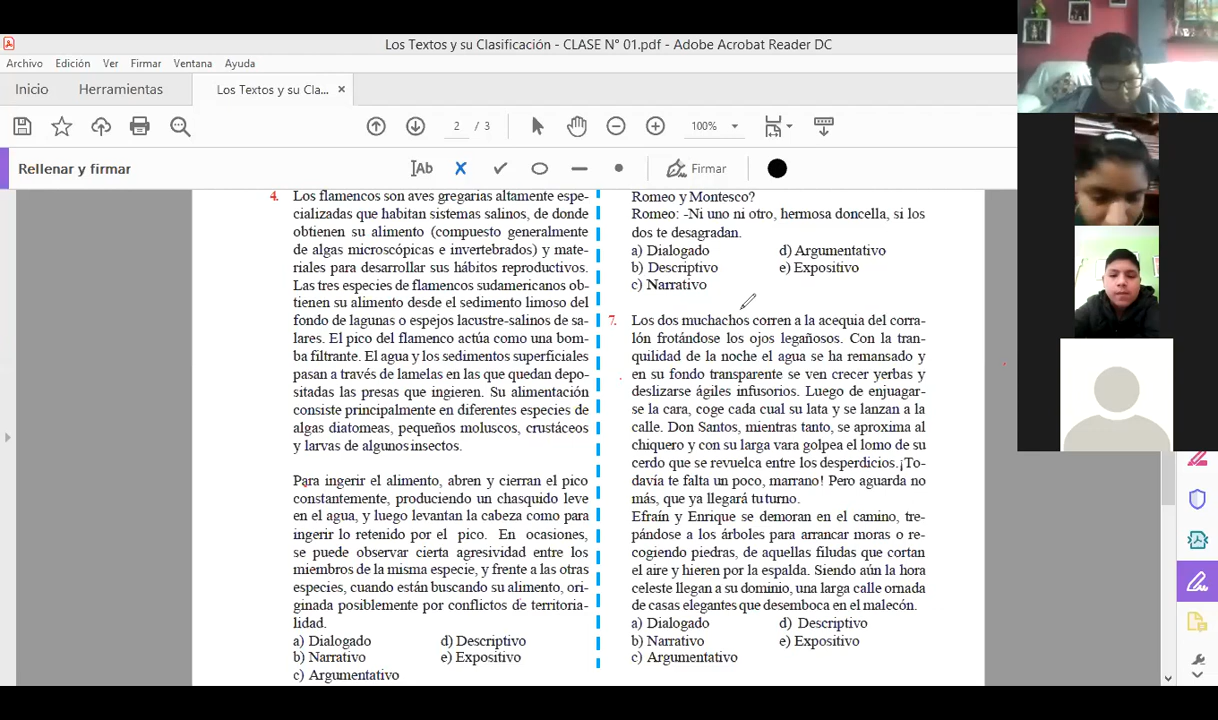 Los Textos y su Clasificación - CLASE N° 01.pdf - Adobe Acrobat Reader DC
Archivo Edición Ver Firmar Ventana Ayuda
Inicio Herramientas Los Textos y su Cla... ×
2 / 3 100%
Rellenar y firmar Ab Firmar
4. Los flamencos son aves gregarias altamente espe-
cializadas que habitan sistemas salinos, de donde
obtienen su alimento (compuesto generalmente
de algas microscópicas e invertebrados) y mate-
riales para desarrollar sus hábitos reproductivos.
Las tres especies de flamencos sudamericanos ob-
tienen su alimento desde el sedimento limoso del
fondo de lagunas o espejos lacustre-salinos de sa-
lares. El pico del flamenco actúa como una bom-
ba filtrante. El agua y los sedimentos superficiales
pasan a través de lamelas en las que quedan depo-
sitadas las presas que ingieren. Su alimentación
consiste principalmente en diferentes especies de
algas diatomeas, pequeños moluscos, crustáceos
y larvas de algunos insectos.
Para ingerir el alimento, abren y cierran el pico
constantemente, produciendo un chasquido leve
en el agua, y luego levantan la cabeza como para
ingerir lo retenido por el pico. En ocasiones,
se puede observar cierta agresividad entre los
miembros de la misma especie, y frente a las otras
especies, cuando están buscando su alimento, ori-
ginada posiblemente por conflictos de territoria-
lidad.
a) Dialogado d) Descriptivo
b) Narrativo e) Expositivo
c) Argumentativo
Romeo y Montesco?
Romeo: -Ni uno ni otro, hermosa doncella, si los
dos te desagradan.
a) Dialogado d) Argumentativo
b) Descriptivo e) Expositivo
c) Narrativo
7. Los dos muchachos corren a la acequia del corra-
lón frotándose los ojos legañosos. Con la tran-
quilidad de la noche el agua se ha remansado y
en su fondo transparente se ven crecer yerbas y
deslizarse ágiles infusorios. Luego de enjuagar-
se la cara, coge cada cual su lata y se lanzan a la
calle. Don Santos, mientras tanto, se aproxima al
chiquero y con su larga vara golpea el lomo de su
cerdo que se revuelca entre los desperdicios.¡To-
davía te falta un poco, marrano! Pero aguarda no
más, que ya llegará tu turno.
Efraín y Enrique se demoran en el camino, tre-
pándose a los árboles para arrancar moras o re-
cogiendo piedras, de aquellas filudas que cortan
el aire y hieren por la espalda. Siendo aún la hora
celeste llegan a su dominio, una larga calle ornada
de casas elegantes que desemboca en el malecón.
a) Dialogado d) Descriptivo
b) Narrativo e) Expositivo
c) Argumentativo